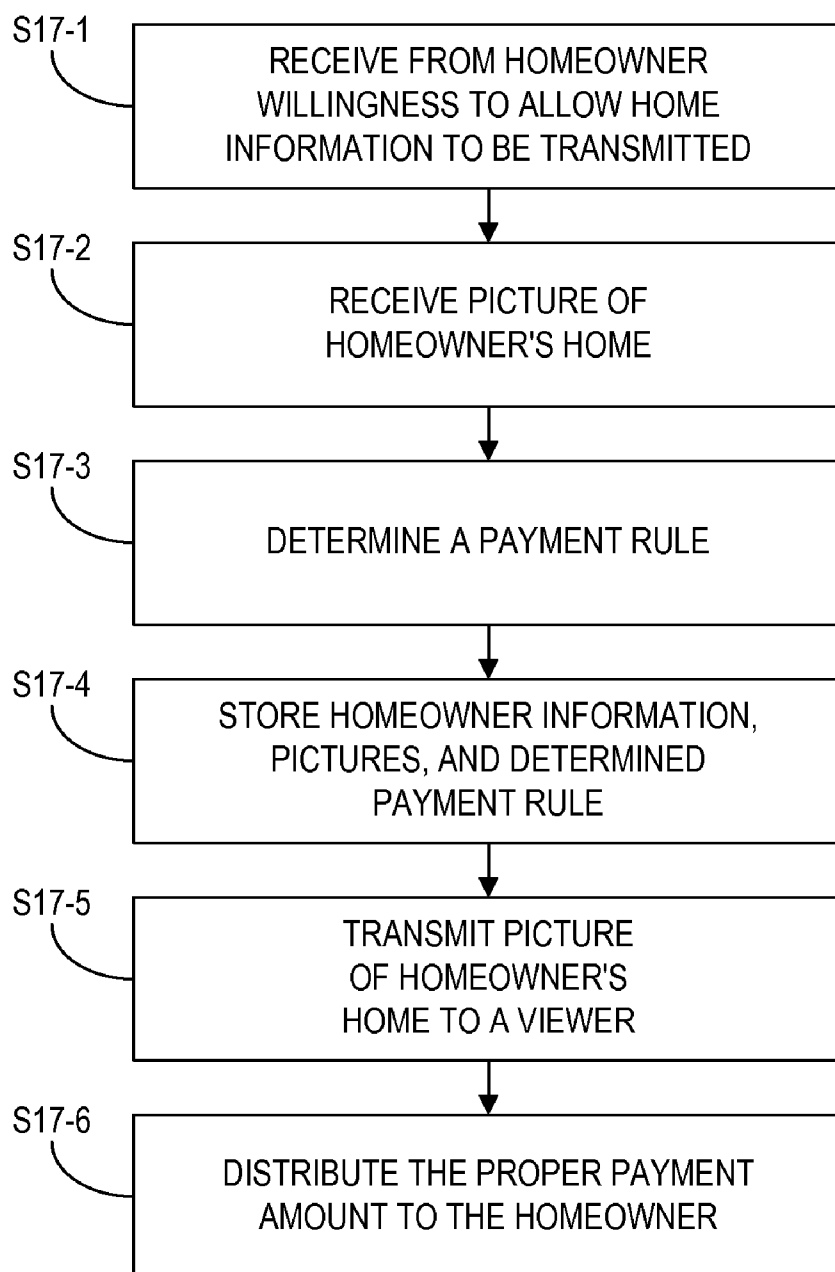 S17-1
RECEIVE FROM HOMEOWNER
WILLINGNESS TO ALLOW HOME
INFORMATION TO BE TRANSMITTED
S17-2
RECEIVE PICTURE OF
HOMEOWNER'S HOME
S17-3
DETERMINE A PAYMENT RULE
S17-4
STORE HOMEOWNER INFORMATION,
PICTURES, AND DETERMINED
PAYMENT RULE
S17-5
TRANSMIT PICTURE
OF HOMEOWNER'S
HOME TO A VIEWER
S17-6
DISTRIBUTE THE PROPER PAYMENT
AMOUNT TO THE HOMEOWNER